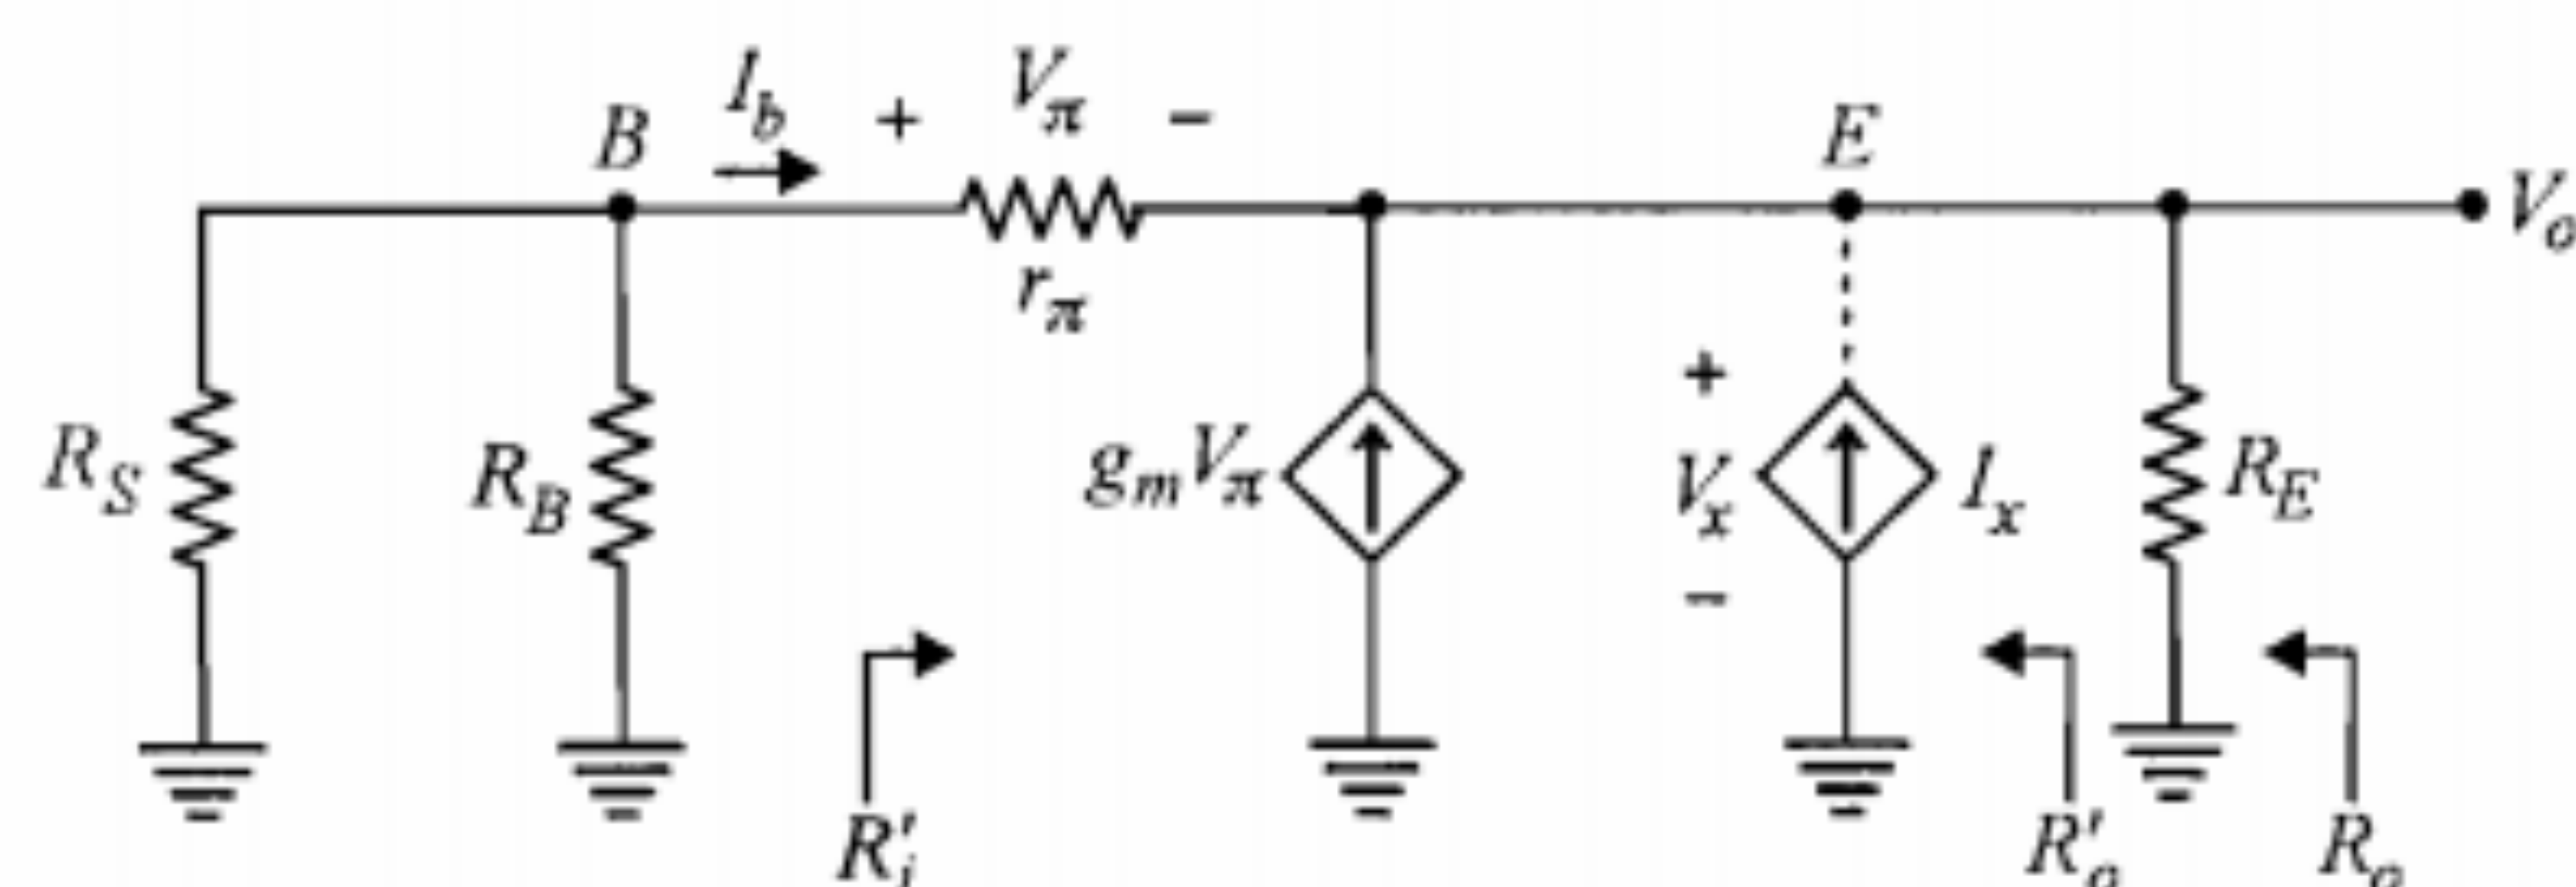 I_b + V_π −
B E
V_o
r_π
R_S R_B g_m V_π + V_x − I_x R_E
R'_i R'_o R_o